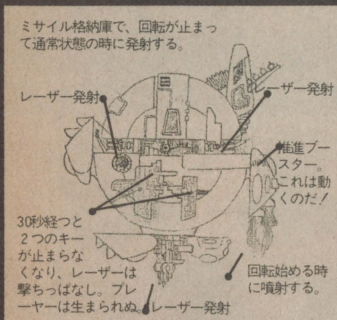 ミサイル格納庫で、回転が止まっ
て通常状態の時に発射する。
レーザー発射
レーザー発射
推進ブー
スター。
これは動
くのだ!
30秒経つと
2つのキー
が止まらな
くなり、レーザーは
撃ちっぱなし。プレ
ーヤーは生まられぬ。
レーザー発射
回転始める時
に噴射する。